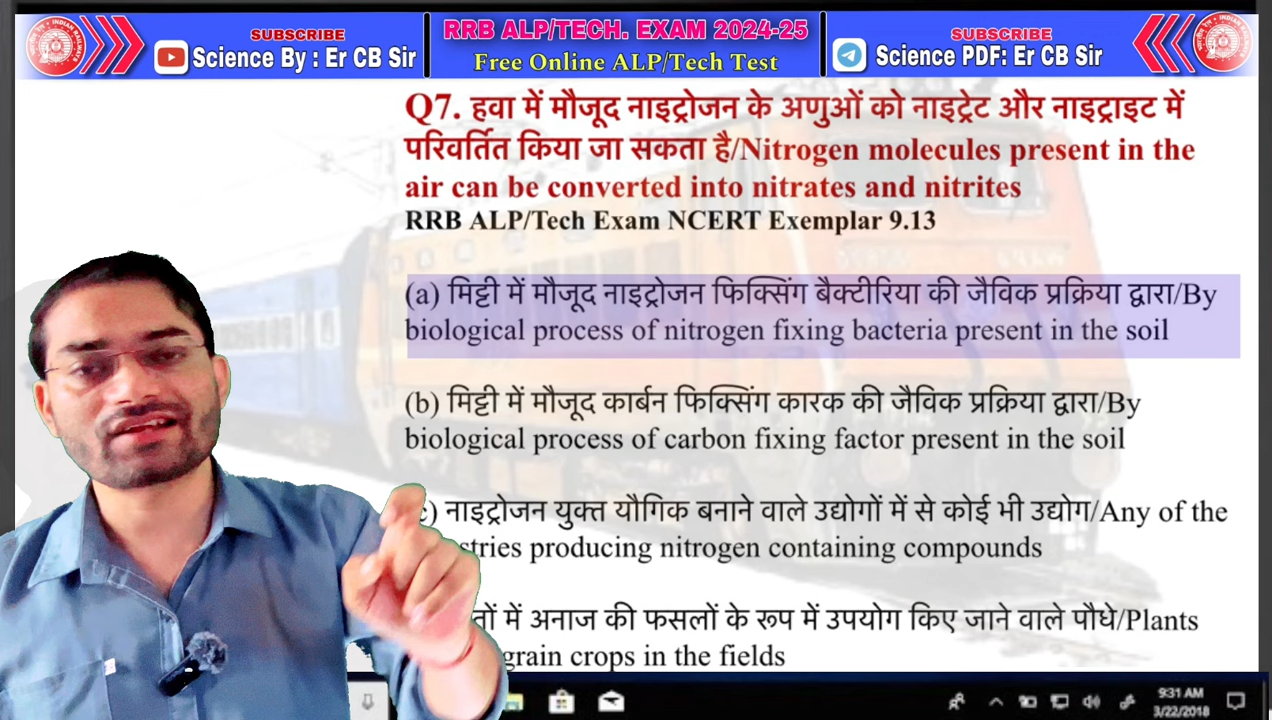 SUBSCRIBE
Science By : Er CB Sir
RRB ALP/TECH. EXAM 2024-25
Free Online ALP/Tech Test
SUBSCRIBE
Science PDF: Er CB Sir
Q7. हवा में मौजूद नाइट्रोजन के अणुओं को नाइट्रेट और नाइट्राइट में
परिवर्तित किया जा सकता है/Nitrogen molecules present in the
air can be converted into nitrates and nitrites
RRB ALP/Tech Exam NCERT Exemplar 9.13
(a) मिट्टी में मौजूद नाइट्रोजन फिक्सिंग बैक्टीरिया की जैविक प्रक्रिया द्वारा/By
biological process of nitrogen fixing bacteria present in the soil
(b) मिट्टी में मौजूद कार्बन फिक्सिंग कारक की जैविक प्रक्रिया द्वारा/By
biological process of carbon fixing factor present in the soil
नाइट्रोजन युक्त यौगिक बनाने वाले उद्योगों में से कोई भी उद्योग/Any of the
producing nitrogen containing compounds
में अनाज की फसलों के रूप में उपयोग किए जाने वाले पौधे/Plants
grain crops in the fields
9:31 AM
3/22/2018